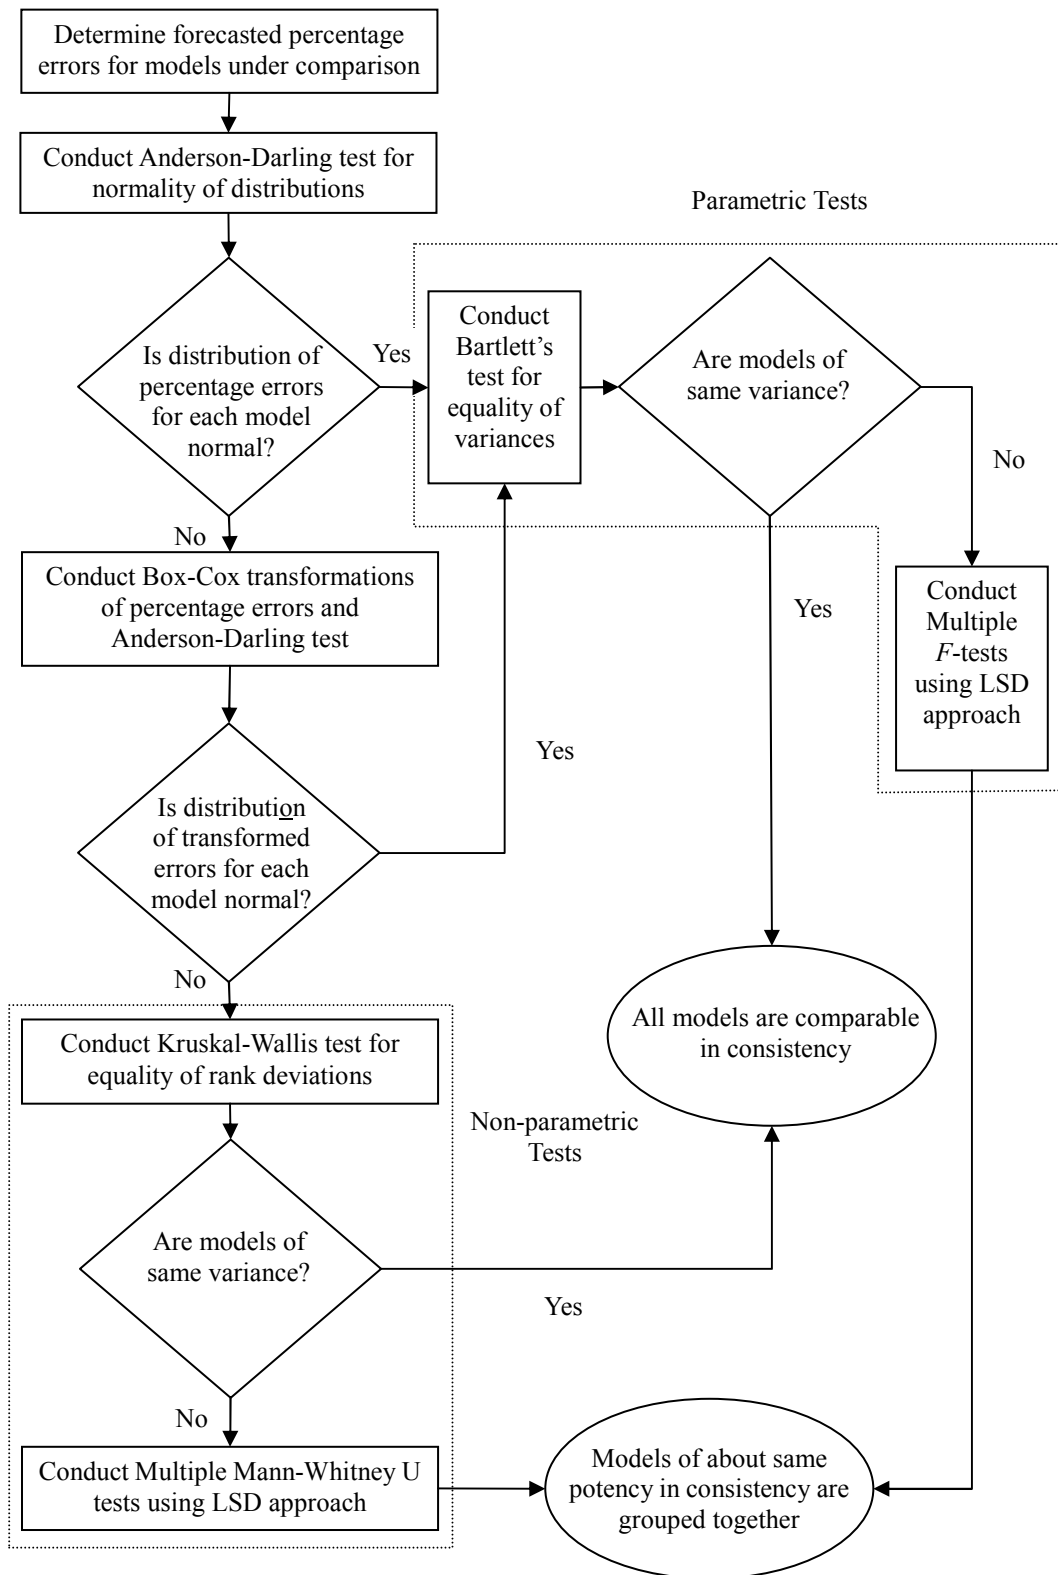 Determine forecasted percentage
errors for models under comparison
Conduct Anderson-Darling test for
normality of distributions
Parametric Tests
Is distribution of
percentage errors
for each model
normal?
Yes
Conduct
Bartlett’s
test for
equality of
variances
Are models of
same variance?
No
No
Conduct Box-Cox transformations
of percentage errors and
Anderson-Darling test
Yes
Conduct
Multiple
F-tests
using LSD
approach
Is distribution
of transformed
errors for each
model normal?
Yes
No
Conduct Kruskal-Wallis test for
equality of rank deviations
All models are comparable
in consistency
Non-parametric
Tests
Are models of
same variance?
Yes
No
Conduct Multiple Mann-Whitney U
tests using LSD approach
Models of about same
potency in consistency are
grouped together